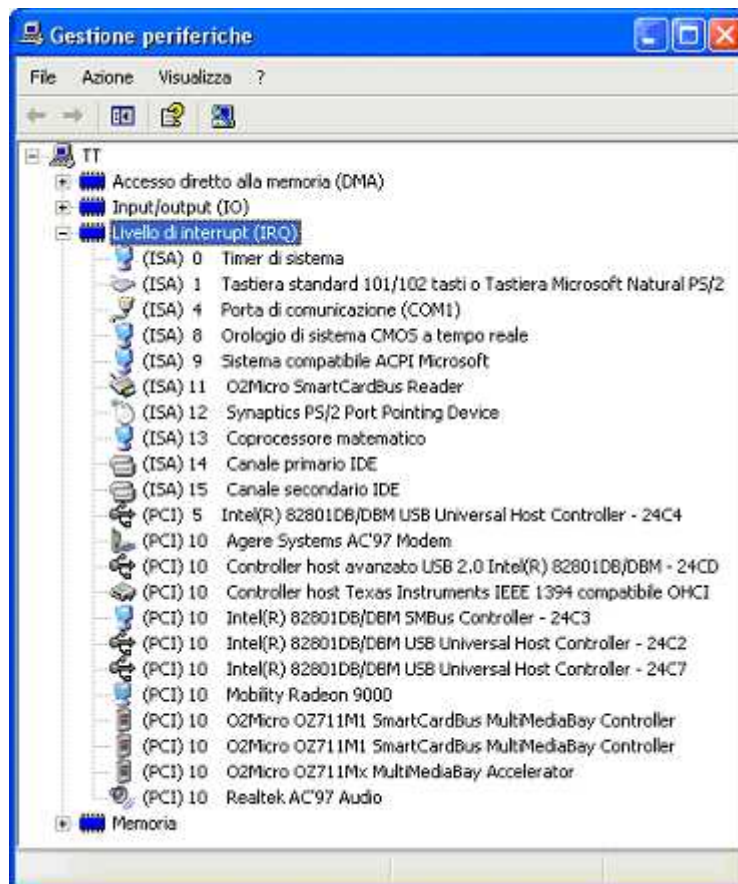 Gestione periferiche
File Azione Visualizza ?
TT
Accesso diretto alla memoria (DMA)
Input/output (IO)
Livello di interrupt (IRQ)
(ISA) 0 Timer di sistema
(ISA) 1 Tastiera standard 101/102 tasti o Tastiera Microsoft Natural PS/2
(ISA) 4 Porta di comunicazione (COM1)
(ISA) 8 Orologio di sistema CMOS a tempo reale
(ISA) 9 Sistema compatibile ACPI Microsoft
(ISA) 11 O2Micro SmartCardBus Reader
(ISA) 12 Synaptics PS/2 Port Pointing Device
(ISA) 13 Coprocessore matematico
(ISA) 14 Canale primario IDE
(ISA) 15 Canale secondario IDE
(PCI) 5 Intel(R) 82801DB/DBM USB Universal Host Controller - 24C4
(PCI) 10 Agere Systems AC'97 Modem
(PCI) 10 Controller host avanzato USB 2.0 Intel(R) 82801DB/DBM - 24CD
(PCI) 10 Controller host Texas Instruments IEEE 1394 compatibile OHCI
(PCI) 10 Intel(R) 82801DB/DBM SMBus Controller - 24C3
(PCI) 10 Intel(R) 82801DB/DBM USB Universal Host Controller - 24C2
(PCI) 10 Intel(R) 82801DB/DBM USB Universal Host Controller - 24C7
(PCI) 10 Mobility Radeon 9000
(PCI) 10 O2Micro OZ711M1 SmartCardBus MultiMediaBay Controller
(PCI) 10 O2Micro OZ711M1 SmartCardBus MultiMediaBay Controller
(PCI) 10 O2Micro OZ711Mx MultiMediaBay Accelerator
(PCI) 10 Realtek AC'97 Audio
Memoria